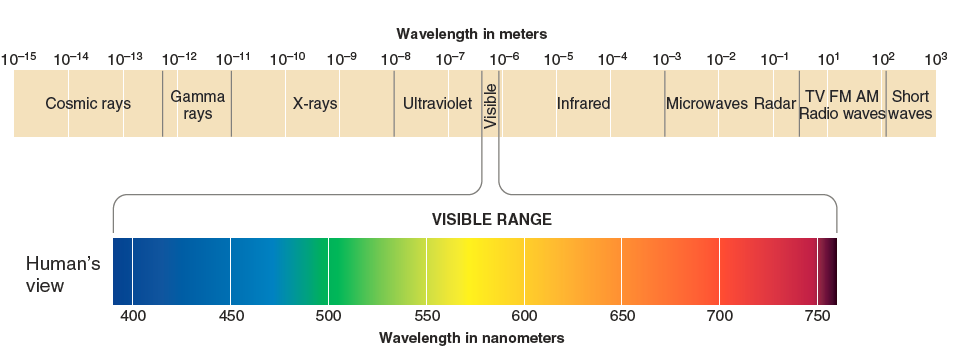 Wavelength in meters
10⁻¹⁵ 10⁻¹⁴ 10⁻¹³ 10⁻¹² 10⁻¹¹ 10⁻¹⁰ 10⁻⁹ 10⁻⁸ 10⁻⁷ 10⁻⁶ 10⁻⁵ 10⁻⁴ 10⁻³ 10⁻² 10⁻¹ 10¹ 10² 10³
Cosmic rays
Gamma
rays
X-rays
Ultraviolet
Visible
Infrared
Microwaves Radar
TV FM AM
Radio waves
Short
waves
VISIBLE RANGE
Human's
view
400 450 500 550 600 650 700 750
Wavelength in nanometers